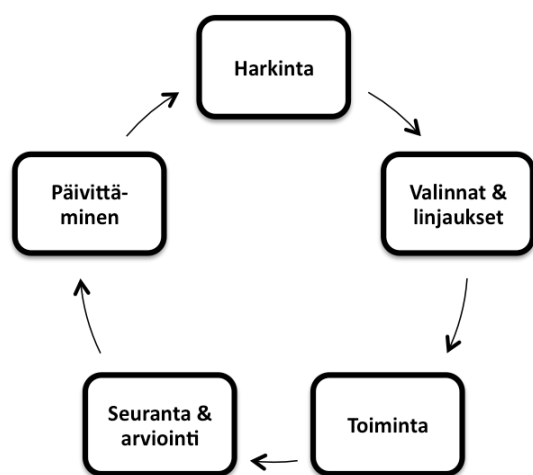 Harkinta
Valinnat &
linjaukset
Toiminta
Seuranta &
arviointi
Päivittä-
minen